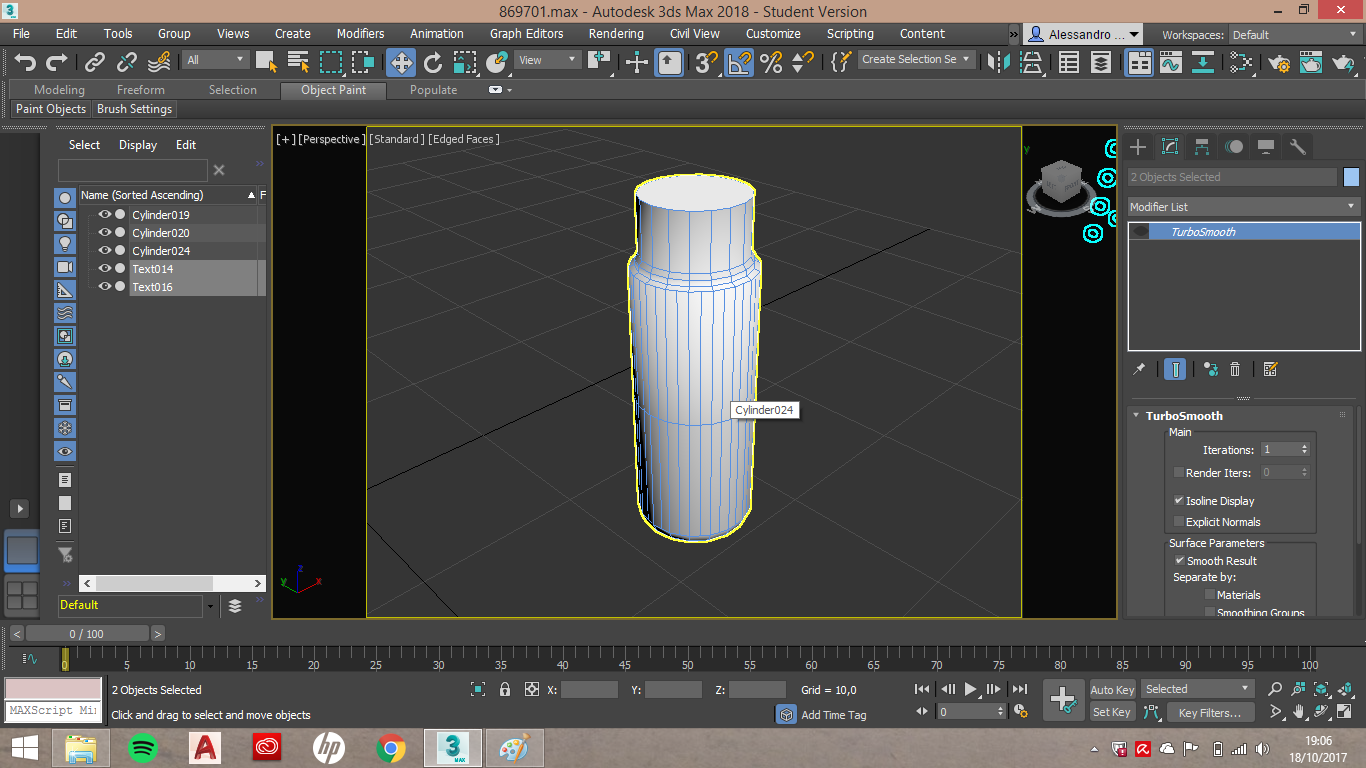 869701.max - Autodesk 3ds Max 2018 - Student Version
File Edit Tools Group Views Create Modifiers Animation Graph Editors Rendering Civil View Customize Scripting Content » Alessandro ... Workspaces: Default
All View Create Selection Se
Modeling Freeform Selection Object Paint Populate
Paint Objects Brush Settings
Select Display Edit
[+] [Perspective] [Standard] [Edged Faces]
2 Objects Selected
Name (Sorted Ascending) F
Modifier List
Cylinder019
TurboSmooth
Cylinder020
Cylinder024
Text014
Text016
Cylinder024
TurboSmooth
Main
Iterations: 1
Render Iters: 0
Isoline Display
Explicit Normals
Surface Parameters
Smooth Result
Separate by:
Materials
Smoothing Groups
z
y x
y
Default
< 0 / 100 >
0 5 10 15 20 25 30 35 40 45 50 55 60 65 70 75 80 85 90 95 100
2 Objects Selected X: Y: Z: Grid = 10,0 Auto Key Selected
MAXScript Mi
Click and drag to select and move objects Add Time Tag 0 Set Key Key Filters...
19:06
18/10/2017